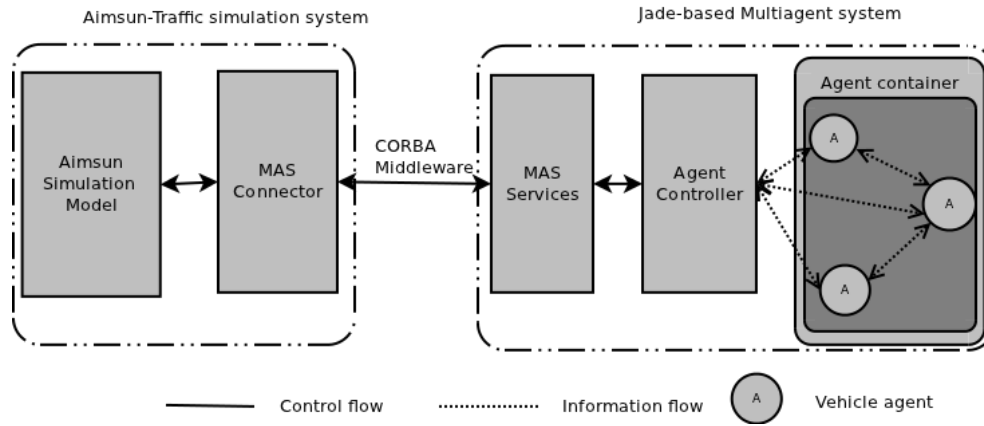 Aimsun-Traffic simulation system
Jade-based Multiagent system
Aimsun
Simulation
Model
MAS
Connector
CORBA
Middleware
MAS
Services
Agent
Controller
Agent container
A
A
A
Control flow
Information flow
A
Vehicle agent